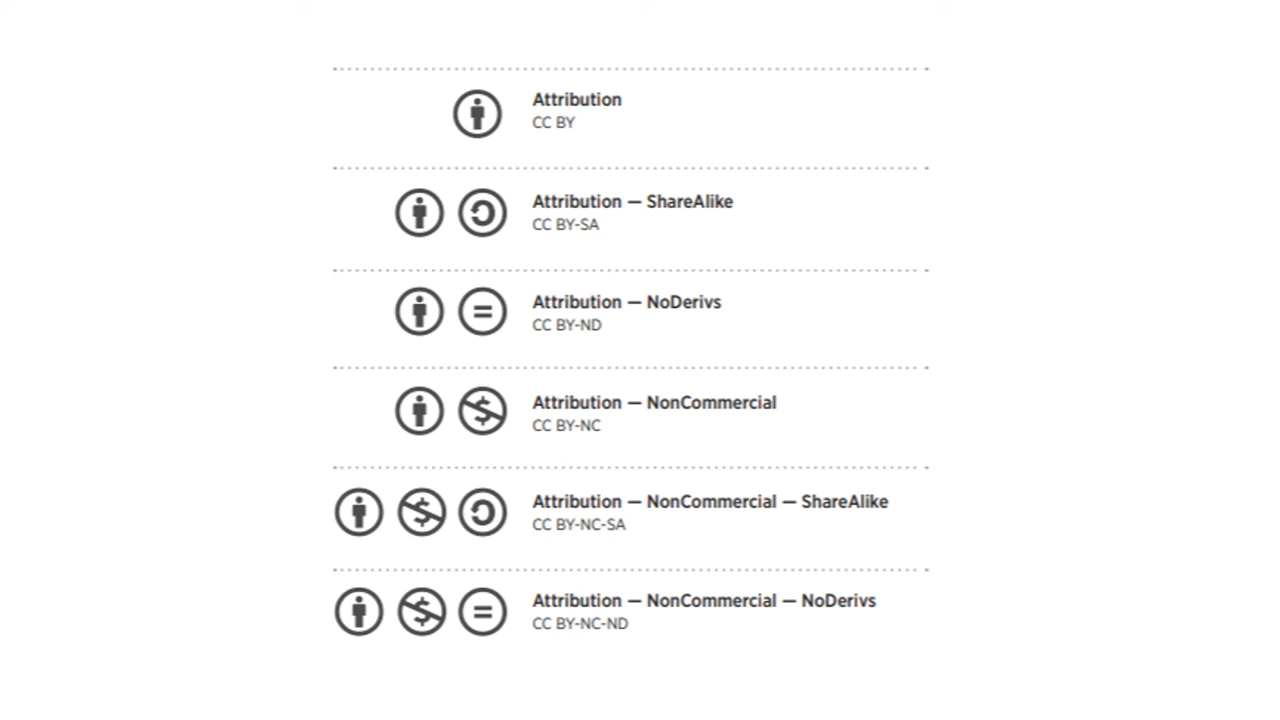 Attribution
CC BY
Attribution — ShareAlike
CC BY-SA
Attribution — NoDerivs
CC BY-ND
Attribution — NonCommercial
CC BY-NC
Attribution — NonCommercial — ShareAlike
CC BY-NC-SA
Attribution — NonCommercial — NoDerivs
CC BY-NC-ND